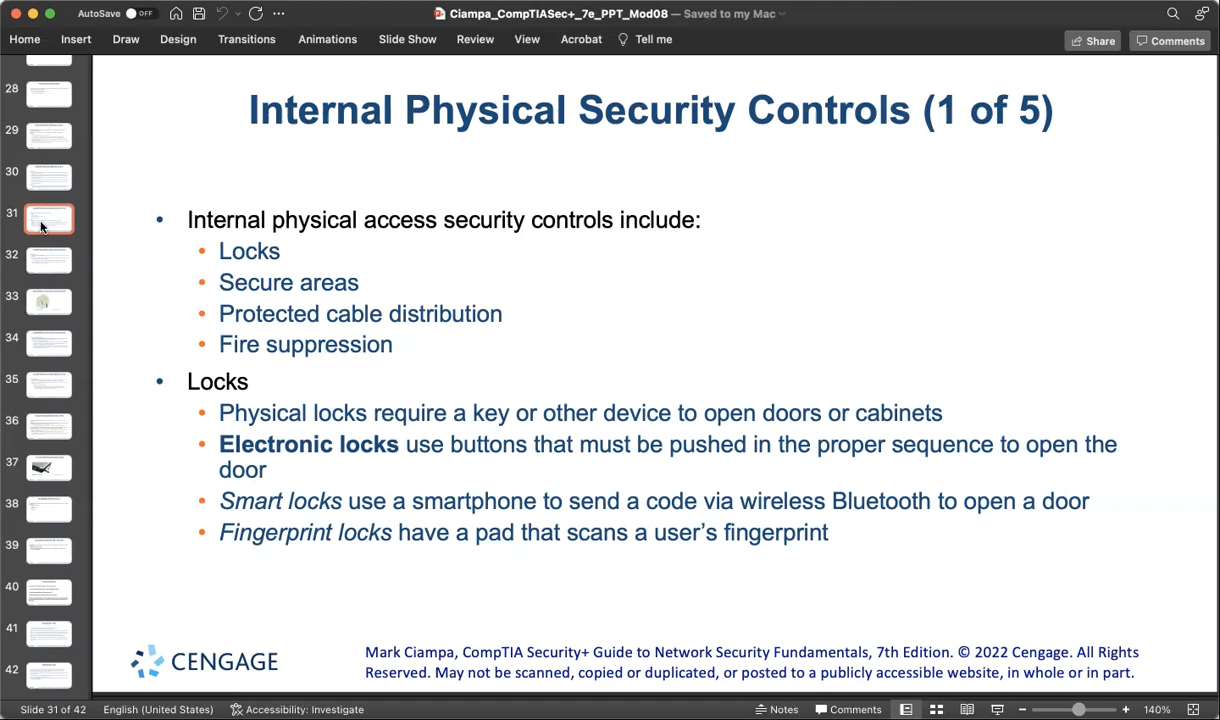 AutoSave OFF
Ciampa_CompTIASec+_7e_PPT_Mod08 — Saved to my Mac
Home Insert Draw Design Transitions Animations Slide Show Review View Acrobat Tell me Share Comments
28
29
30
31
32
33
34
35
36
37
38
39
40
41
42
Internal Physical Security Controls (1 of 5)
• Internal physical access security controls include:
• Locks
• Secure areas
• Protected cable distribution
• Fire suppression
• Locks
• Physical locks require a key or other device to open doors or cabinets
• Electronic locks use buttons that must be pushed in the proper sequence to open the
door
• Smart locks use a smartphone to send a code via wireless Bluetooth to open a door
• Fingerprint locks have a pad that scans a user’s fingerprint
CENGAGE
Mark Ciampa, CompTIA Security+ Guide to Network Security Fundamentals, 7th Edition. © 2022 Cengage. All Rights
Reserved. May not be scanned, copied or duplicated, or posted to a publicly accessible website, in whole or in part.
Slide 31 of 42 English (United States) Accessibility: Investigate Notes Comments 140%